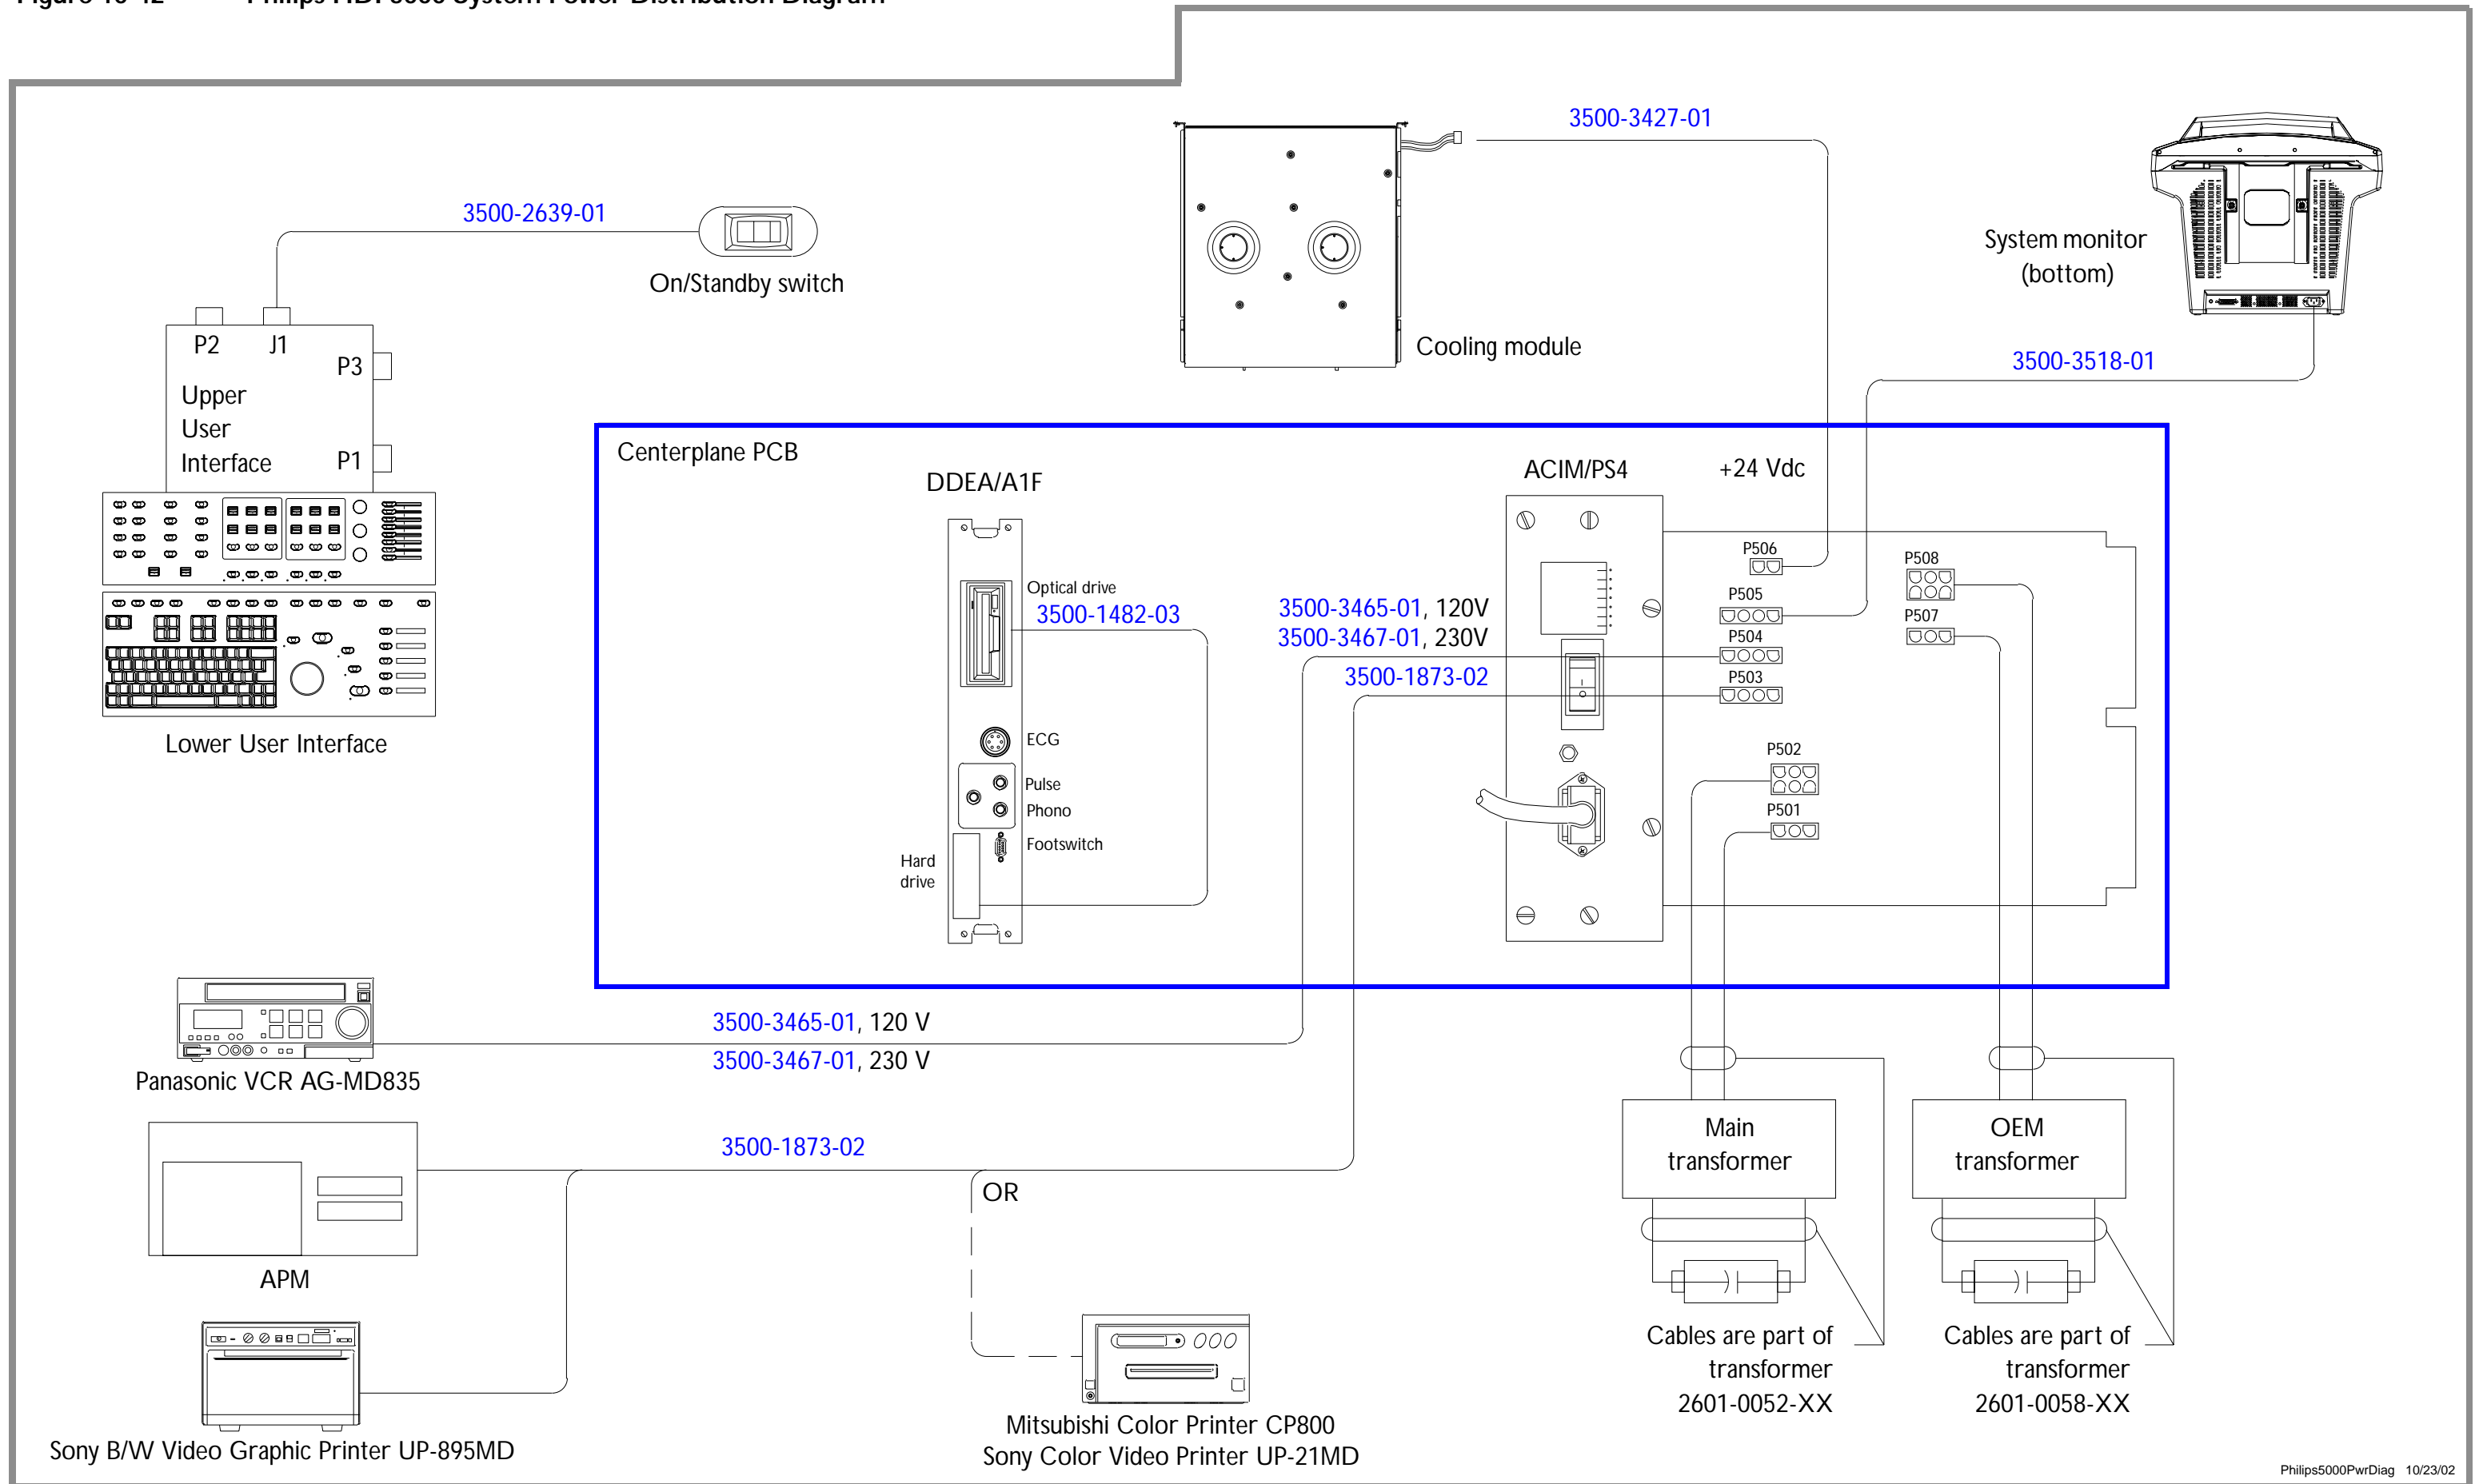 3500-3427-01
3500-2639-01
On/Standby switch
System monitor
(bottom)
Cooling module
3500-3518-01
P2
J1
P3
Upper
User
Interface
P1
Lower User Interface
Centerplane PCB
DDEA/A1F
Optical drive
3500-1482-03
ECG
Pulse
Phono
Footswitch
Hard
drive
ACIM/PS4
+24 Vdc
3500-3465-01, 120V
3500-3467-01, 230V
3500-1873-02
P506
P505
P504
P503
P502
P501
P508
P507
Panasonic VCR AG-MD835
3500-3465-01, 120 V
3500-3467-01, 230 V
APM
3500-1873-02
OR
Sony B/W Video Graphic Printer UP-895MD
Mitsubishi Color Printer CP800
Sony Color Video Printer UP-21MD
Main
transformer
OEM
transformer
Cables are part of
transformer
2601-0052-XX
Cables are part of
transformer
2601-0058-XX
Philips5000PwrDiag 10/23/02